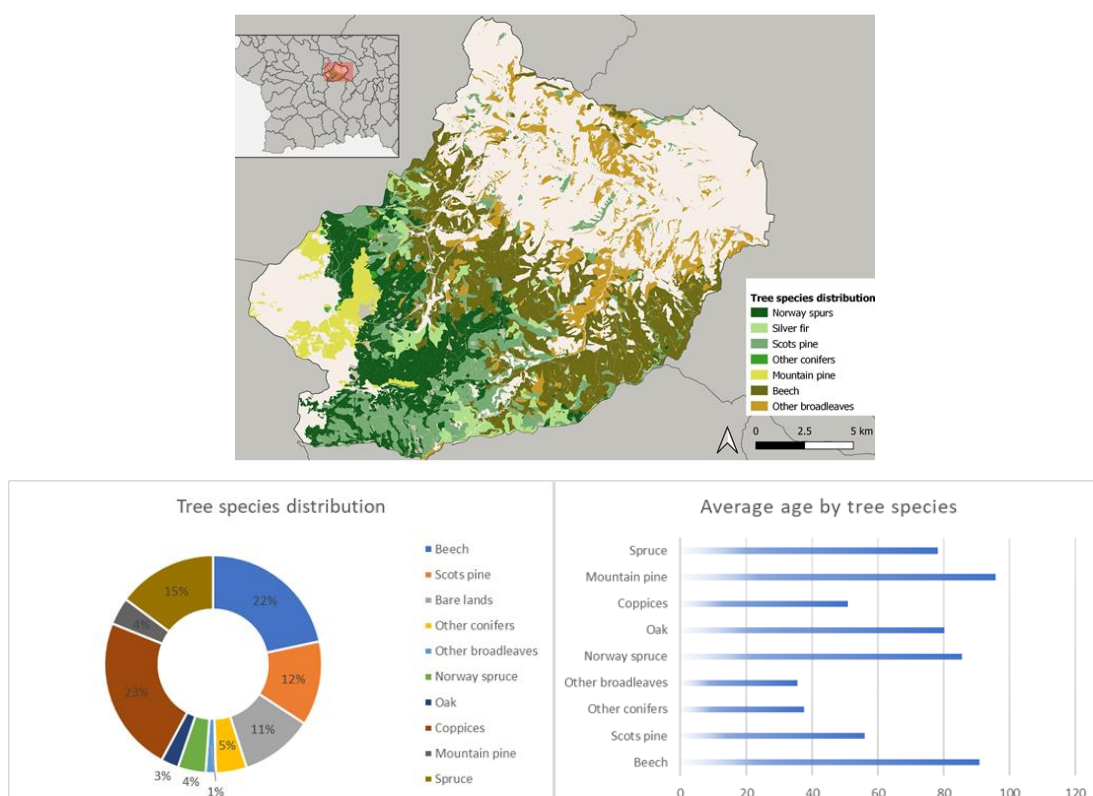 Tree species distribution
Norway spurs
Silver fir
Scots pine
Other conifers
Mountain pine
Beech
Other broadleaves
0 2.5 5 km
Tree species distribution
22%
12%
11%
5%
1%
4%
3%
23%
4%
15%
Beech
Scots pine
Bare lands
Other conifers
Other broadleaves
Norway spruce
Oak
Coppices
Mountain pine
Spruce
Average age by tree species
Spruce
Mountain pine
Coppices
Oak
Norway spruce
Other broadleaves
Other conifers
Scots pine
Beech
0 20 40 60 80 100 120